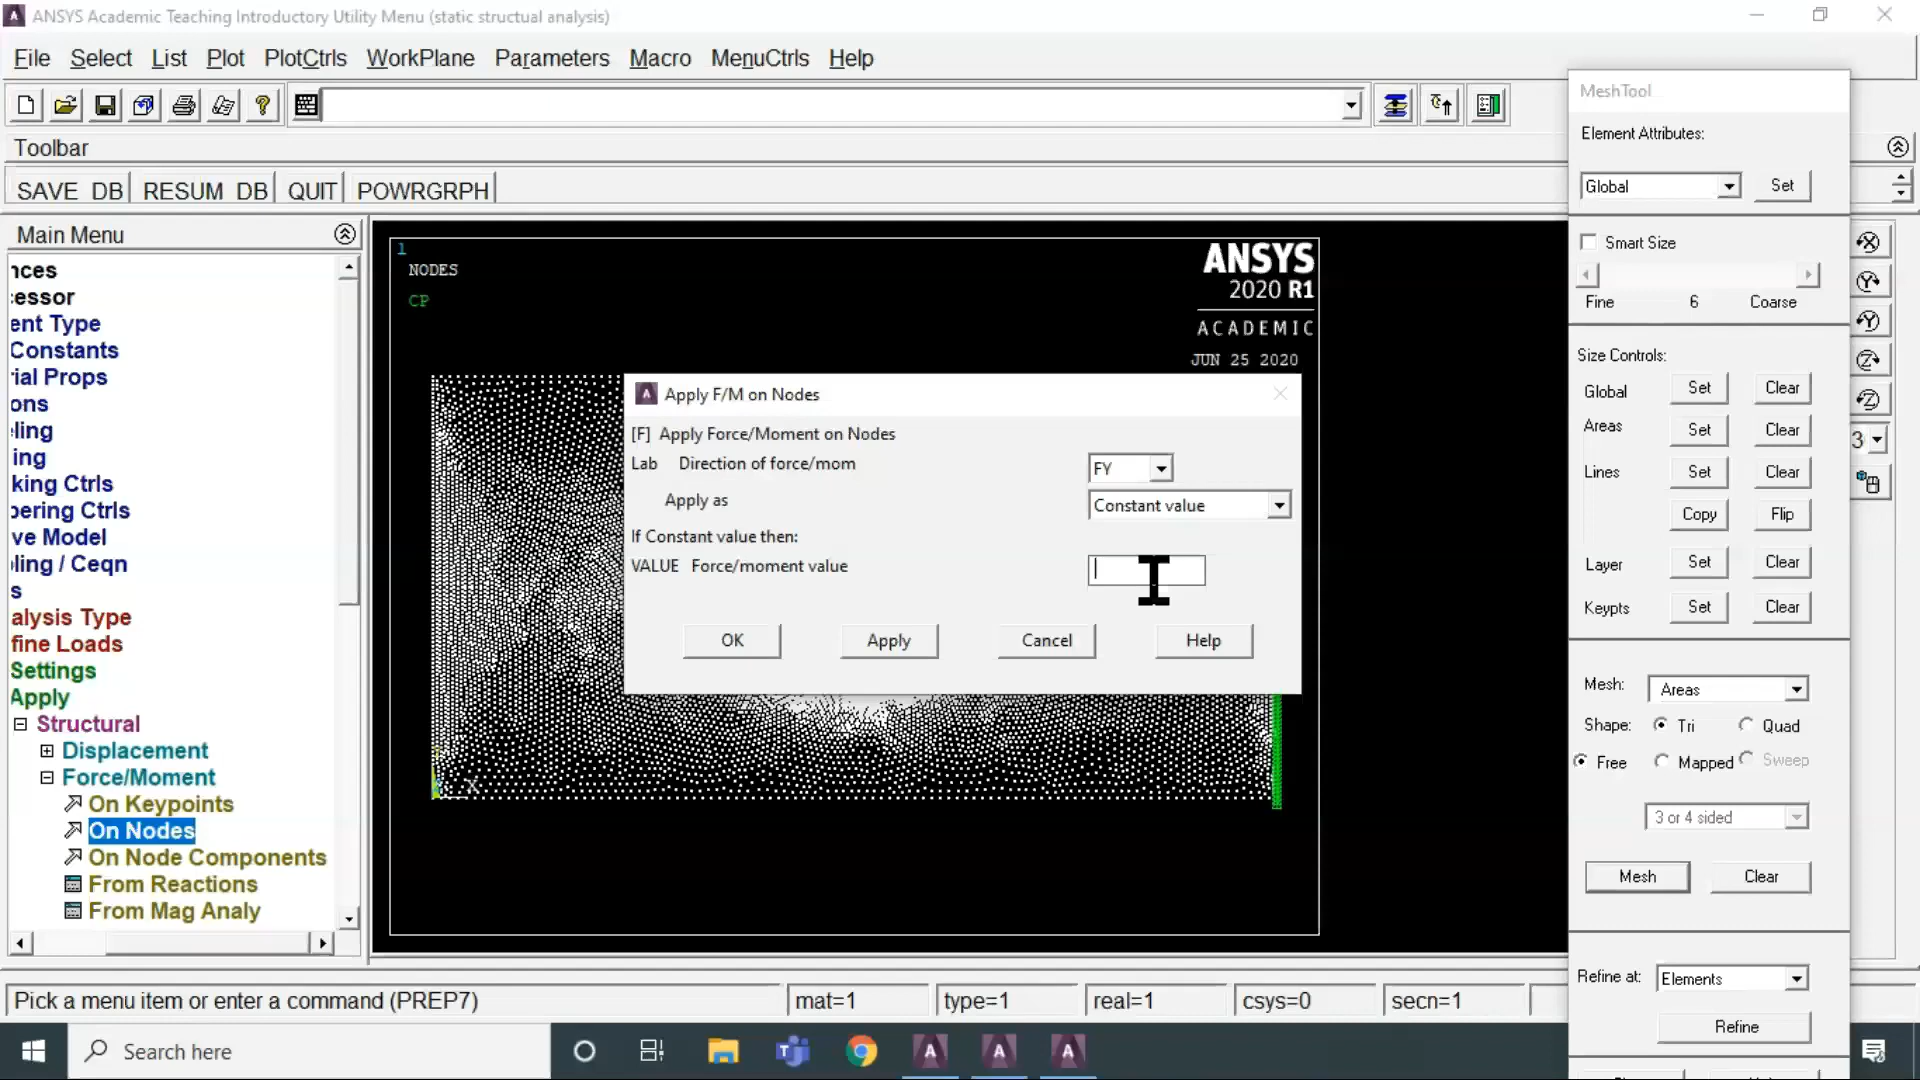 ANSYS Academic Teaching Introductory Utility Menu (static structual analysis)
File Select List Plot PlotCtrls WorkPlane Parameters Macro MenuCtrls Help
Toolbar
SAVE_DB RESUM_DB QUIT POWRGRPH
Main Menu
nces
cessor
ent Type
Constants
rial Props
ons
ling
ing
king Ctrls
bering Ctrls
ve Model
ling / Ceqn
s
alysis Type
fine Loads
Settings
Apply
Structural
Displacement
Force/Moment
On Keypoints
On Nodes
On Node Components
From Reactions
From Mag Analy
1
NODES
CP
ANSYS
2020 R1
ACADEMIC
JUN 25 2020
X
Apply F/M on Nodes
[F] Apply Force/Moment on Nodes
Lab Direction of force/mom FY
Apply as Constant value
If Constant value then:
VALUE Force/moment value
OK Apply Cancel Help
MeshTool
Element Attributes:
Global Set
Smart Size
Fine 6 Coarse
Size Controls:
Global Set Clear
Areas Set Clear
Lines Set Clear
Copy Flip
Layer Set Clear
Keypts Set Clear
Mesh: Areas
Shape: Tri Quad
Free Mapped Sweep
3 or 4 sided
Mesh Clear
Refine at: Elements
Refine
3
Pick a menu item or enter a command (PREP7) mat=1 type=1 real=1 csys=0 secn=1
Search here